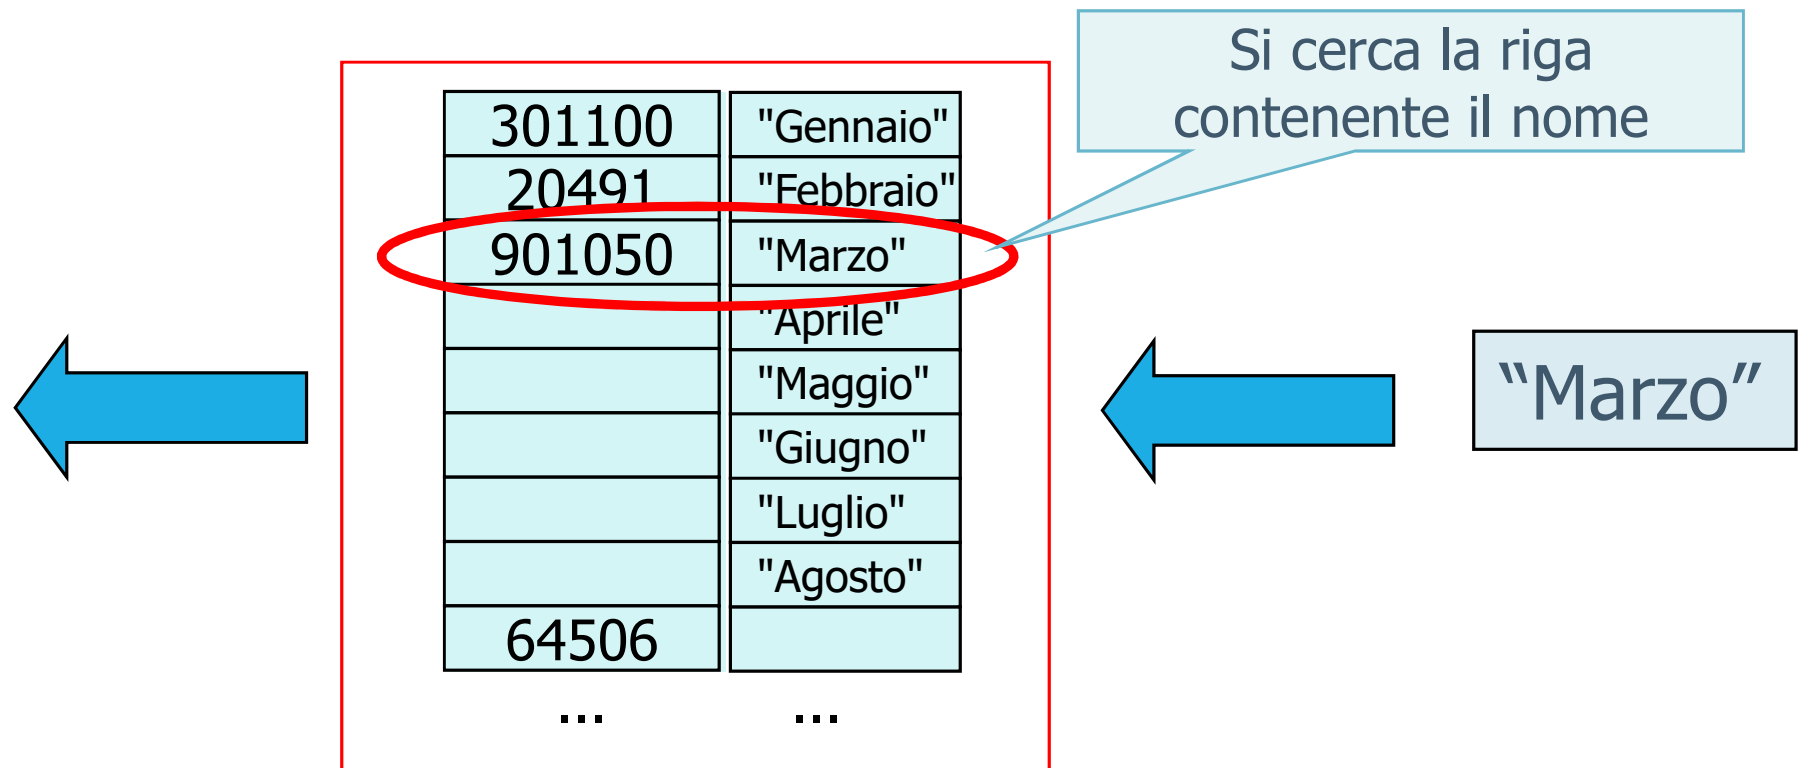 Si cerca la riga
contenente il nome
301100 "Gennaio"
20491 "Febbraio"
901050 "Marzo"
"Aprile"
"Maggio"
"Giugno"
"Luglio"
"Agosto"
64506
... ...
“Marzo”